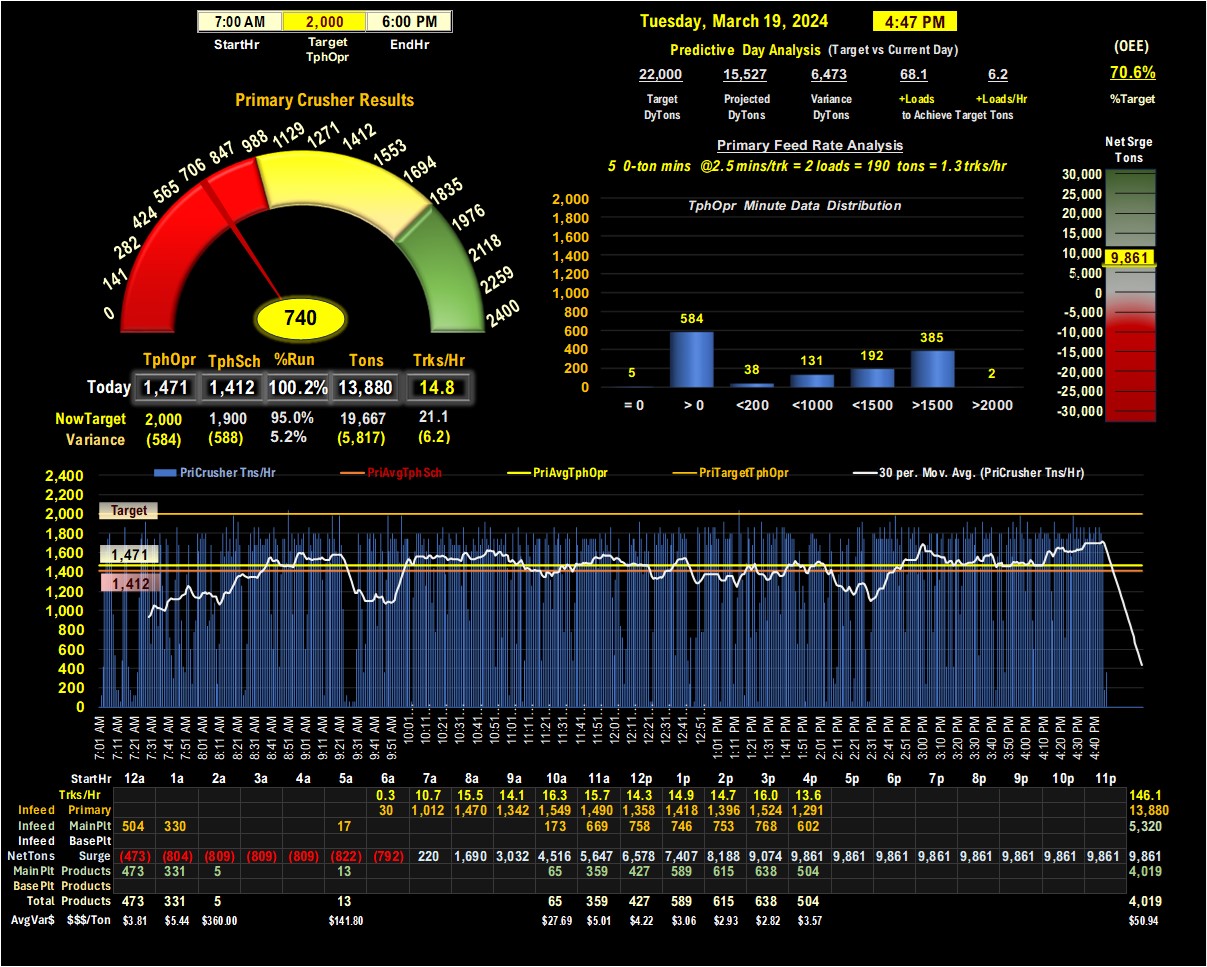 7:00 AM 2,000 6:00 PM
StartHr Target TphOpr EndHr
Tuesday, March 19, 2024 4:47 PM
Predictive Day Analysis (Target vs Current Day)
22,000 15,527 6,473 68.1 6.2
Target Projected Variance +Loads +Loads/Hr
DyTons DyTons DyTons to Achieve Target Tons
(OEE)
70.6%
%Target
Primary Crusher Results
0 141 282 424 565 706 847 988 1129 1271 1412 1553 1694 1835 1976 2118 2259 2400
740
TphOpr TphSch %Run Tons Trks/Hr
Today 1,471 1,412 100.2% 13,880 14.8
NowTarget 2,000 1,900 95.0% 19,667 21.1
Variance (584) (588) 5.2% (5,817) (6.2)
Primary Feed Rate Analysis
5 0-ton mins @2.5 mins/trk = 2 loads = 190 tons = 1.3 trks/hr
TphOpr Minute Data Distribution
2,000
1,800
1,600
1,400
1,200
1,000
800
600
400
200
0
5 584 38 131 192 385 2
= 0 > 0 <200 <1000 <1500 >1500 >2000
Net Srge
Tons
30,000
25,000
20,000
15,000
10,000
9,861
5,000
0
-5,000
-10,000
-15,000
-20,000
-25,000
-30,000
PriCrusher Tns/Hr PriAvgTphSch PriAvgTphOpr PriTargetTphOpr 30 per. Mov. Avg. (PriCrusher Tns/Hr)
2,400
2,200
2,000
1,800
1,600
1,400
1,200
1,000
800
600
400
200
0
Target
1,471
1,412
7:01 AM 7:11 AM 7:21 AM 7:31 AM 7:41 AM 7:51 AM 8:01 AM 8:11 AM 8:21 AM 8:31 AM 8:41 AM 8:51 AM 9:01 AM 9:11 AM 9:21 AM 9:31 AM 9:41 AM 9:51 AM 10:01… 10:11… 10:21… 10:31… 10:41… 10:51… 11:01… 11:11… 11:21… 11:31… 11:41… 11:51… 12:01… 12:11… 12:21… 12:31… 12:41… 12:51… 1:01 PM 1:11 PM 1:21 PM 1:31 PM 1:41 PM 1:51 PM 2:01 PM 2:11 PM 2:21 PM 2:31 PM 2:41 PM 2:51 PM 3:00 PM 3:10 PM 3:20 PM 3:30 PM 3:40 PM 3:50 PM 4:00 PM 4:10 PM 4:20 PM 4:30 PM 4:40 PM
StartHr 12a 1a 2a 3a 4a 5a 6a 7a 8a 9a 10a 11a 12p 1p 2p 3p 4p 5p 6p 7p 8p 9p 10p 11p
Trks/Hr 0.3 10.7 15.5 14.1 16.3 15.7 14.3 14.9 14.7 16.0 13.6 146.1
Infeed Primary 30 1,012 1,470 1,342 1,549 1,490 1,358 1,418 1,396 1,524 1,291 13,880
Infeed MainPlt 504 330 17 173 669 758 746 753 768 602 5,320
Infeed BasePlt
NetTons Surge (473) (804) (809) (809) (809) (822) (792) 220 1,690 3,032 4,516 5,647 6,578 7,407 8,188 9,074 9,861 9,861 9,861 9,861 9,861 9,861 9,861 9,861 9,861
MainPlt Products 473 331 5 13 65 359 427 589 615 638 504 4,019
BasePlt Products
Total Products 473 331 5 13 65 359 427 589 615 638 504 4,019
AvgVar$ $$$/Ton $3.81 $5.44 $360.00 $141.80 $27.69 $5.01 $4.22 $3.06 $2.93 $2.82 $3.57 $50.94